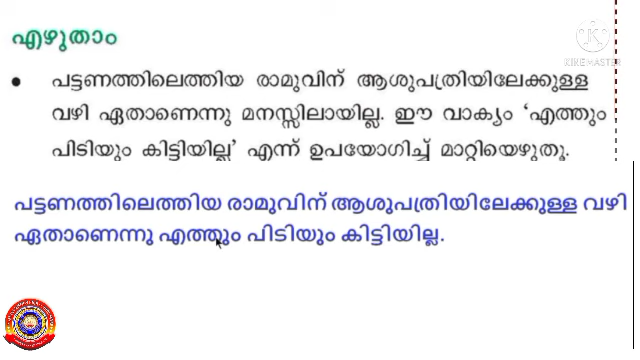 എഴുതാം
KINEMASTER
• പട്ടണത്തിലെത്തിയ രാമുവിന് ആശുപത്രിയിലേക്കുള്ള
വഴി ഏതാണെന്നു മനസ്സിലായില്ല. ഈ വാക്യം ‘എത്തും
പിടിയും കിട്ടിയില്ല’ എന്ന് ഉപയോഗിച്ച് മാറ്റിയെഴുതൂ.
പട്ടണത്തിലെത്തിയ രാമുവിന് ആശുപത്രിയിലേക്കുള്ള വഴി
ഏതാണെന്നു എത്തും പിടിയും കിട്ടിയില്ല.